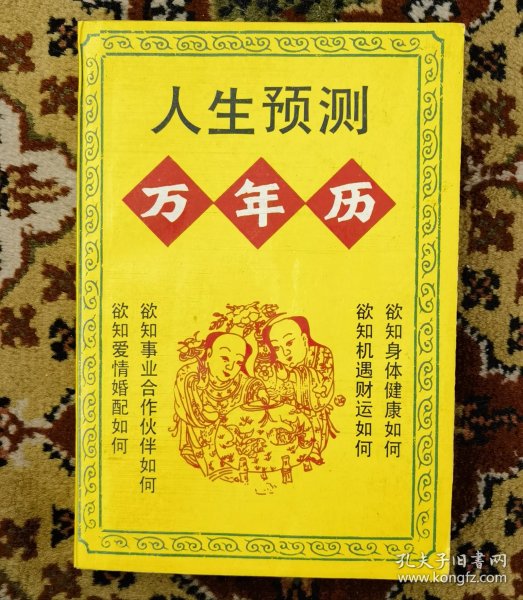 人生预测
万年历
欲知身体健康如何
欲知机遇财运如何
欲知事业合作伙伴如何
欲知爱情婚配如何
孔夫子旧书网
www.kongfz.com